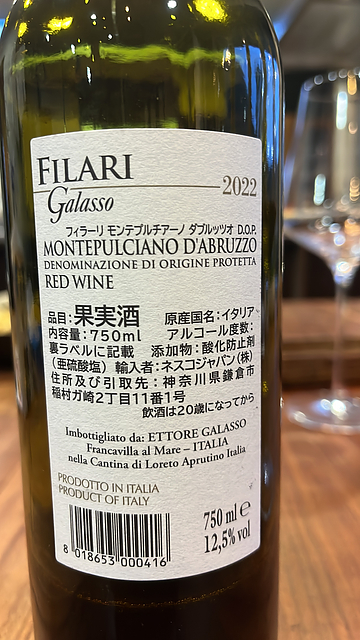 FILARI
Galasso
2022
フィラーリ モンテプルチアーノ ダブルッツオ D.O.P.
MONTEPULCIANO D'ABRUZZO
DENOMINAZIONE DI ORIGINE PROTETTA
RED WINE
品目:果実酒 原産国名:イタリア
内容量:750ml アルコール度数:
裏ラベルに記載 添加物:酸化防止剤
(亜硫酸塩) 輸入者:ネスコジャパン(株)
住所及び引取先:神奈川県鎌倉市
稲村ガ崎2丁目11番1号
飲酒は20歳になってから
Imbottigliato da: ETTORE GALASSO
Francavilla al Mare – ITALIA
nella Cantina di Loreto Aprutino Italia
PRODOTTO IN ITALIA
PRODUCT OF ITALY
750 ml ℮
12,5% vol
8 018653 000416